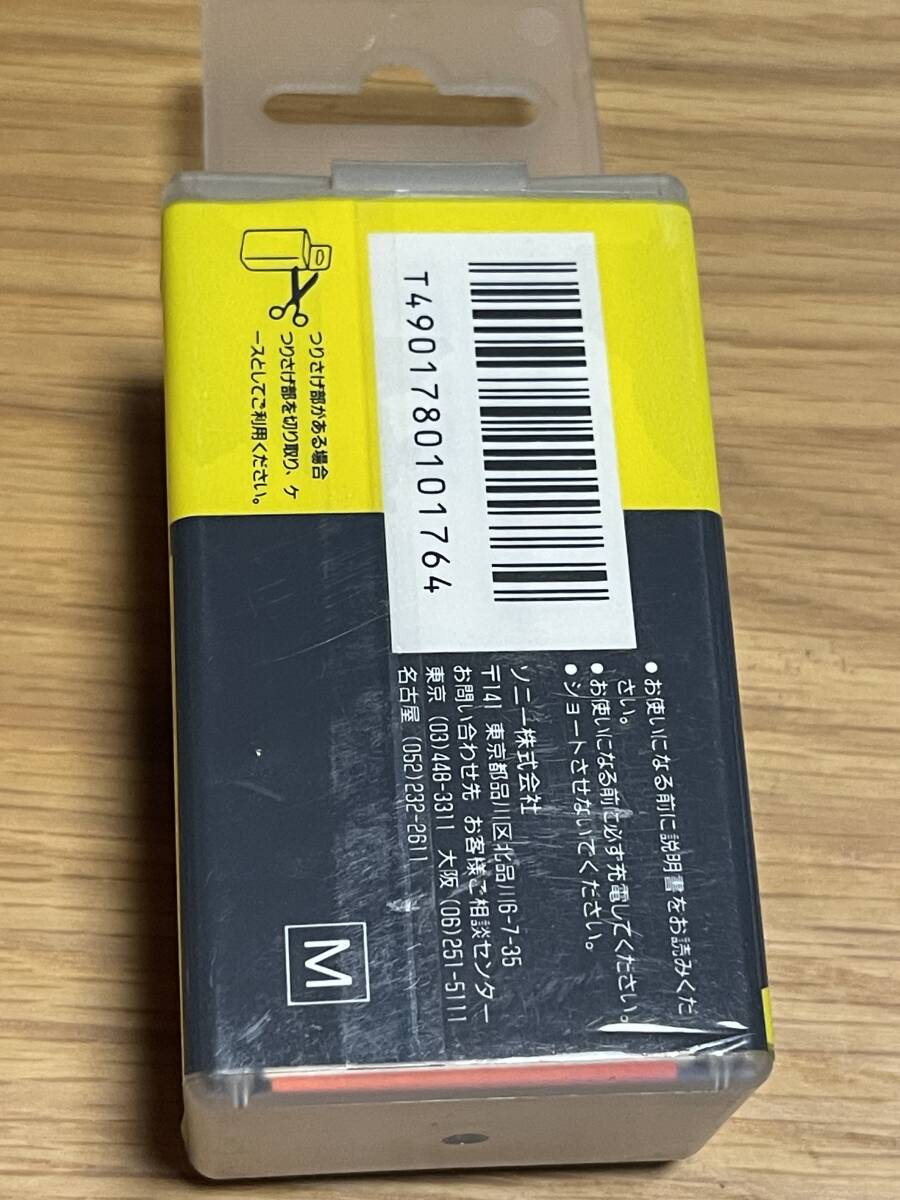 つりさげ部がある場合
つりさげ部を切り取り、ケ
ースとしてご利用ください。
T4901780101764
●お使いになる前に説明書をお読みくだ
さい。
●お使いになる前に必ず充電してください。
●ショートさせないでください。
ソニー株式会社
〒141 東京都品川区北品川6-7-35
お問い合わせ先 お客様ご相談センター
東京 (03)448-3311 大阪 (06)251-5111
名古屋 (052)232-2611
M